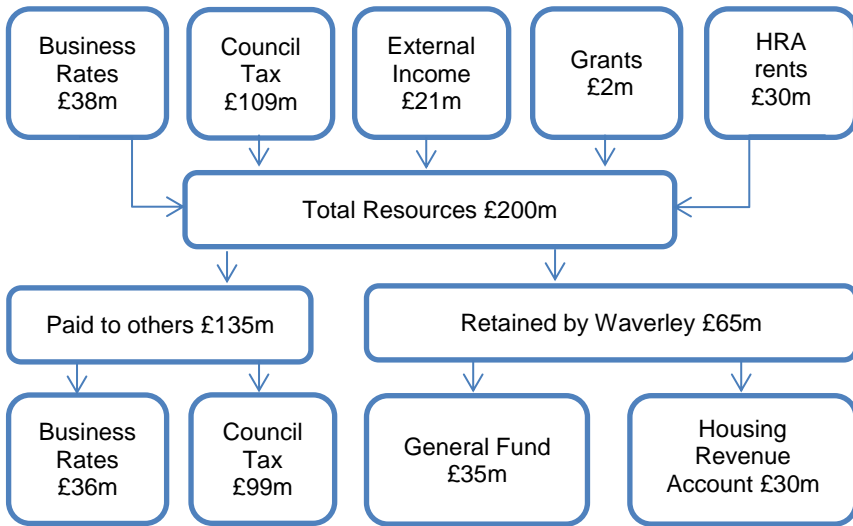 Business
Rates
£38m
Council
Tax
£109m
External
Income
£21m
Grants
£2m
HRA
rents
£30m
Total Resources £200m
Paid to others £135m
Retained by Waverley £65m
Business
Rates
£36m
Council
Tax
£99m
General Fund
£35m
Housing
Revenue
Account £30m